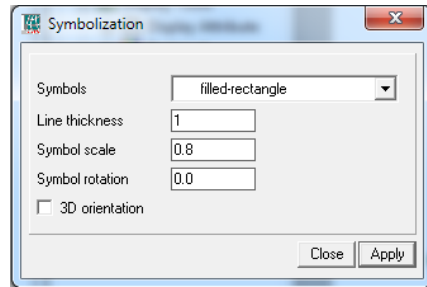 Symbolization
Symbols filled-rectangle
Line thickness 1
Symbol scale 0.8
Symbol rotation 0.0
3D orientation
Close Apply